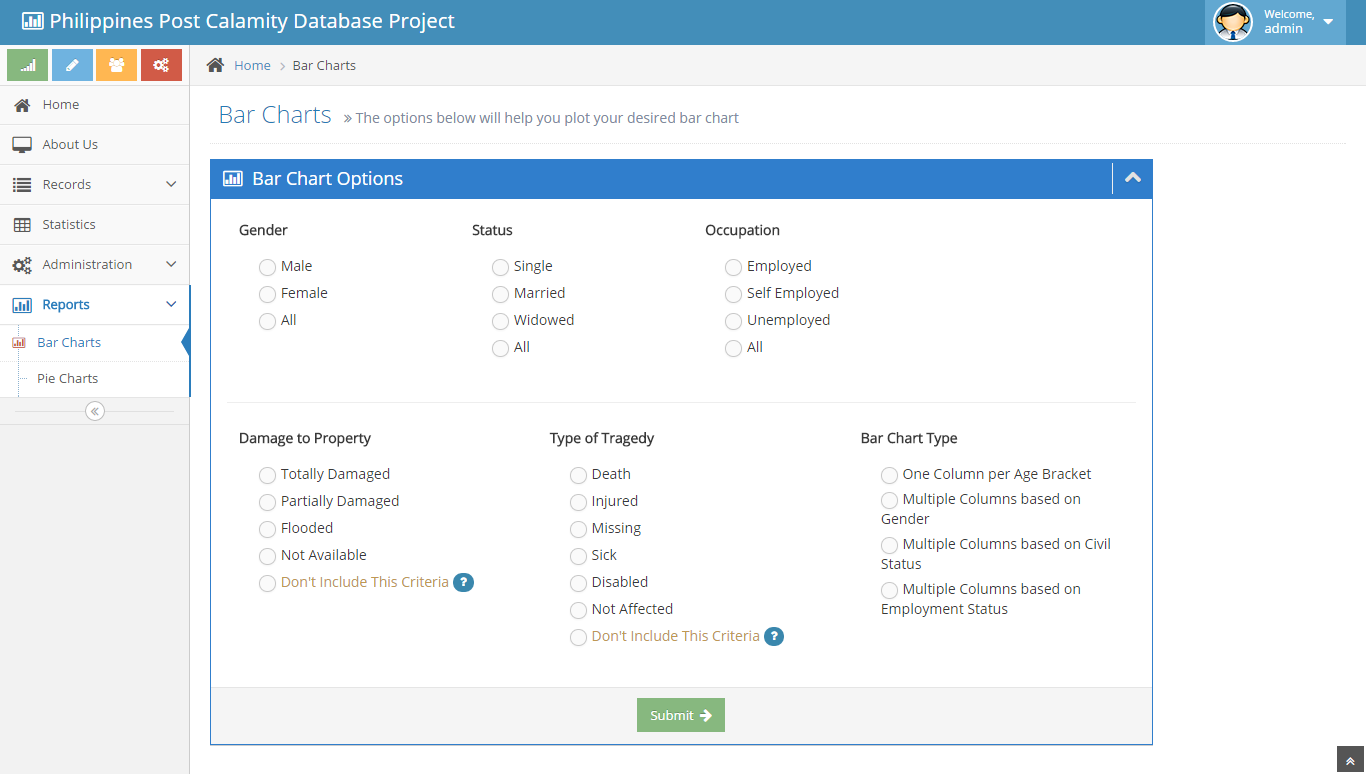 Philippines Post Calamity Database Project
Welcome,
admin
Home
Bar Charts
Home
About Us
Records
Statistics
Administration
Reports
Bar Charts
Pie Charts
Bar Charts » The options below will help you plot your desired bar chart
Bar Chart Options
Gender
Male
Female
All
Status
Single
Married
Widowed
All
Occupation
Employed
Self Employed
Unemployed
All
Damage to Property
Totally Damaged
Partially Damaged
Flooded
Not Available
Don't Include This Criteria ?
Type of Tragedy
Death
Injured
Missing
Sick
Disabled
Not Affected
Don't Include This Criteria ?
Bar Chart Type
One Column per Age Bracket
Multiple Columns based on
Gender
Multiple Columns based on Civil
Status
Multiple Columns based on
Employment Status
Submit